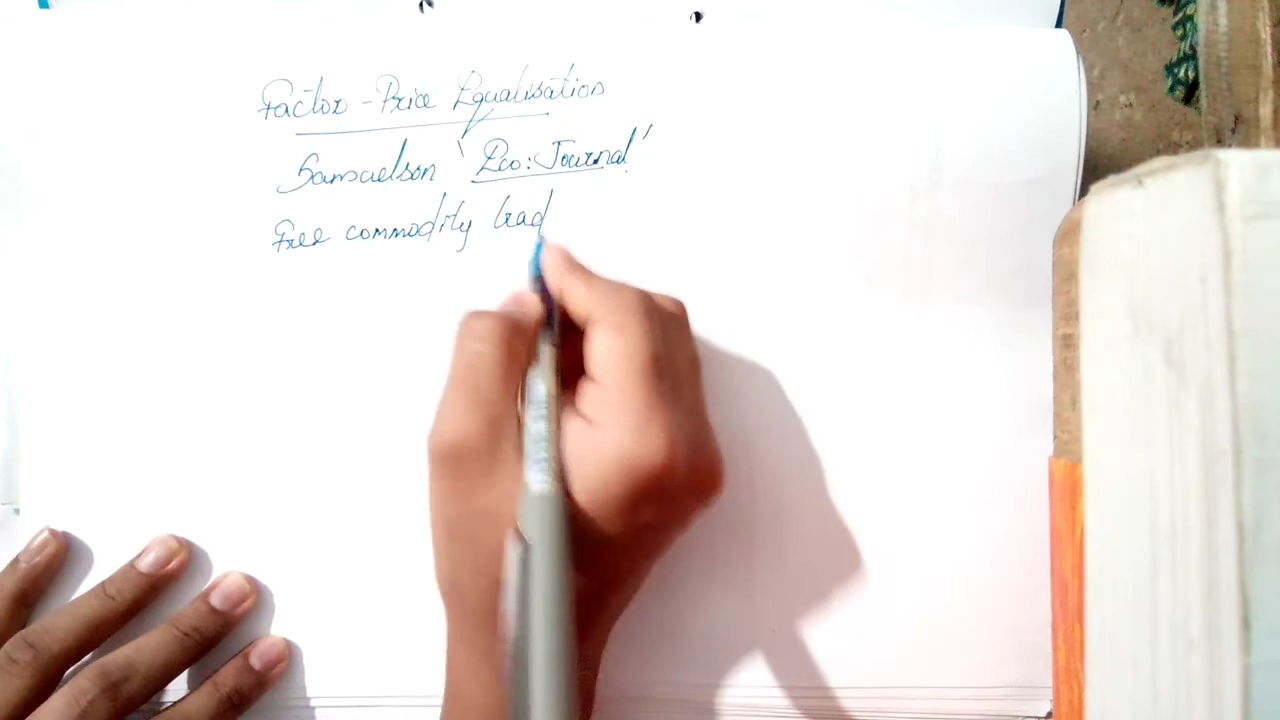 Factor - Price Equalisation
Samuelson 'Eco: Journal'
Free commodity trad